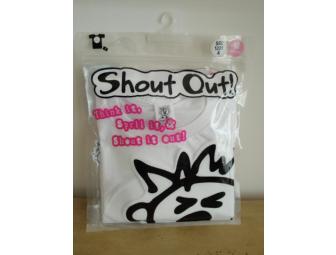 Shout Out!
Think it,
Spell it, &
Shout it out!